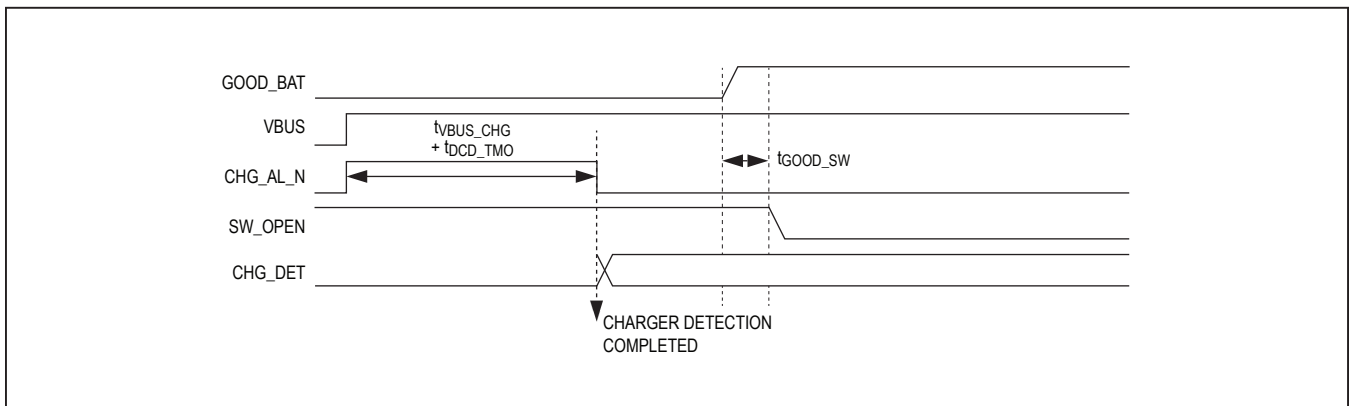 GOOD_BAT
VBUS
tVBUS_CHG
+ tDCD_TMO
tGOOD_SW
CHG_AL_N
SW_OPEN
CHG_DET
CHARGER DETECTION
COMPLETED